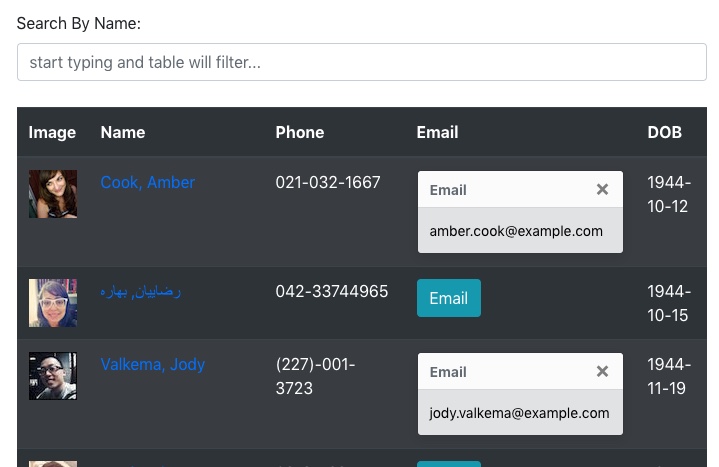 Search By Name:
start typing and table will filter...
Image Name Phone Email DOB
Cook, Amber 021-032-1667 Email × 1944-
10-12
amber.cook@example.com
رضاییان, بهاره 042-33744965 Email 1944-
10-15
Valkema, Jody (227)-001- Email × 1944-
3723 11-19
jody.valkema@example.com